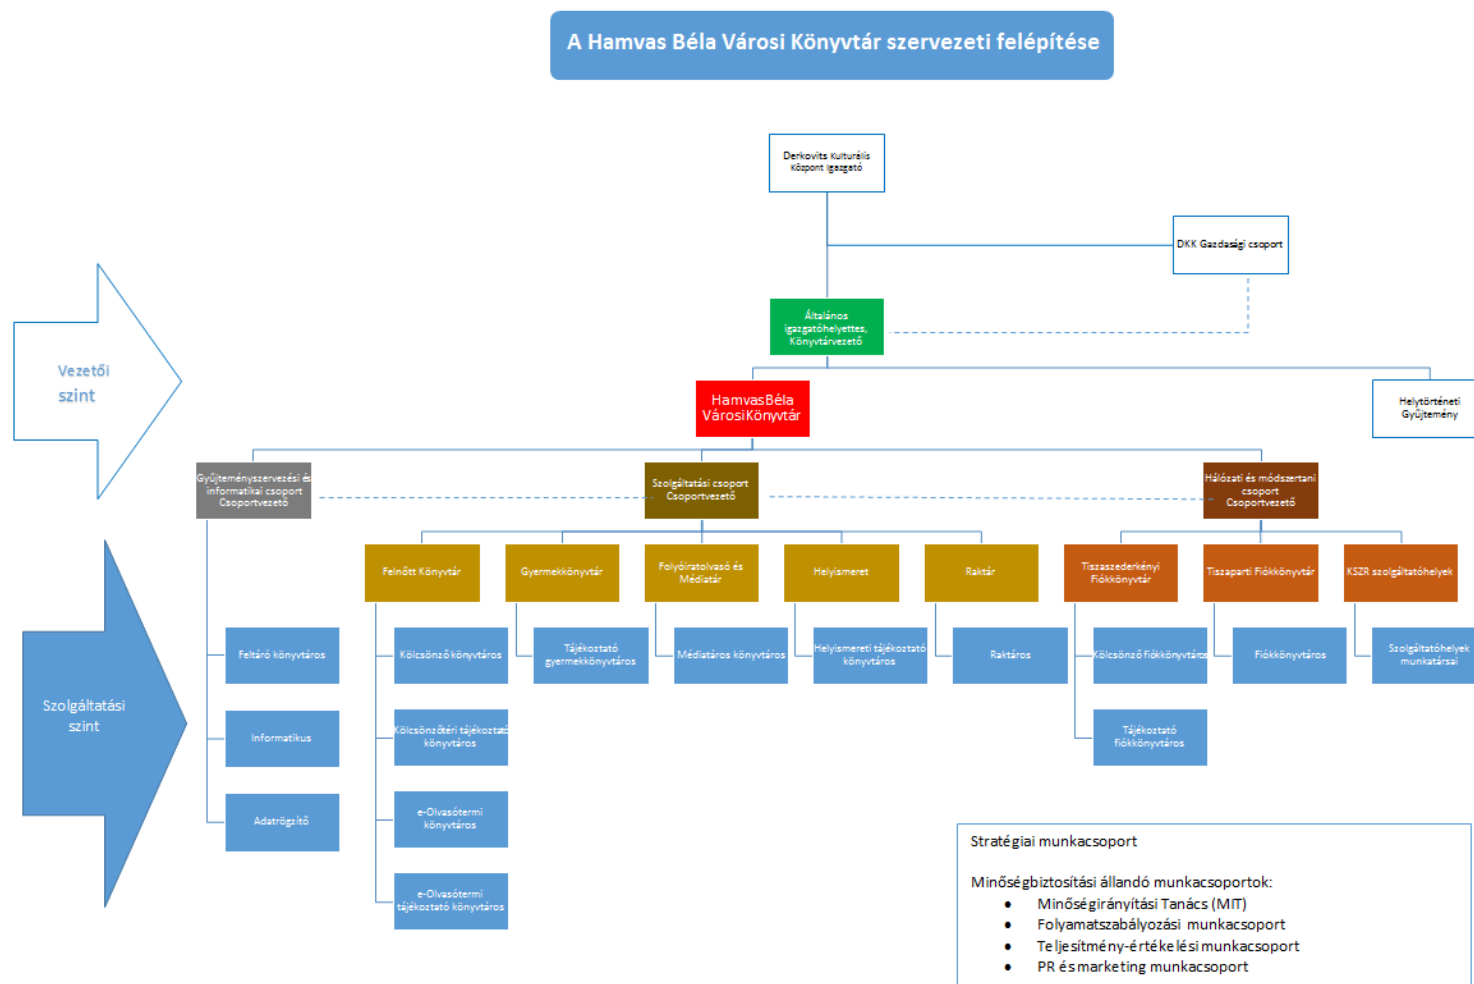 A Hamvas Béla Városi Könyvtár szervezeti felépítése
Derkovits Kulturális
Központ Igazgató
DKK Gazdasági csoport
Általános
igazgatóhelyettes,
Könyvtárvezető
Vezetői
szint
Hamvas Béla
Városi Könyvtár
Helytörténeti
Gyűjtemény
Gyűjteményszervezési és
informatikai csoport
Csoportvezető
Szolgáltatási csoport
Csoportvezető
Hálózati és módszertani
csoport
Csoportvezető
Felnőtt Könyvtár
Gyermekkönyvtár
Folyóiratolvasó és
Médiatár
Helyismeret
Raktár
Tiszaszederkényi
Fiókkönyvtár
Tiszaparti Fiókkönyvtár
KSZR szolgáltatóhelyek
Szolgáltatási
szint
Feltáró könyvtáros
Kölcsönző könyvtáros
Tájékoztató
gyermekkönyvtáros
Médiatáros könyvtáros
Helyismereti tájékoztató
könyvtáros
Raktáros
Kölcsönző fiókkönyvtáros
Fiókkönyvtáros
Szolgáltatóhelyek
munkatársai
Informatikus
Kölcsönzőtéri tájékoztató
könyvtáros
Tájékoztató
fiókkönyvtáros
Adatrögzítő
e-Olvasótermi
könyvtáros
e-Olvasótermi
tájékoztató könyvtáros
Stratégiai munkacsoport
Minőségbiztosítási állandó munkacsoportok:
• Minőségirányítási Tanács (MIT)
• Folyamatszabályozási munkacsoport
• Teljesítmény-értékelési munkacsoport
• PR és marketing munkacsoport